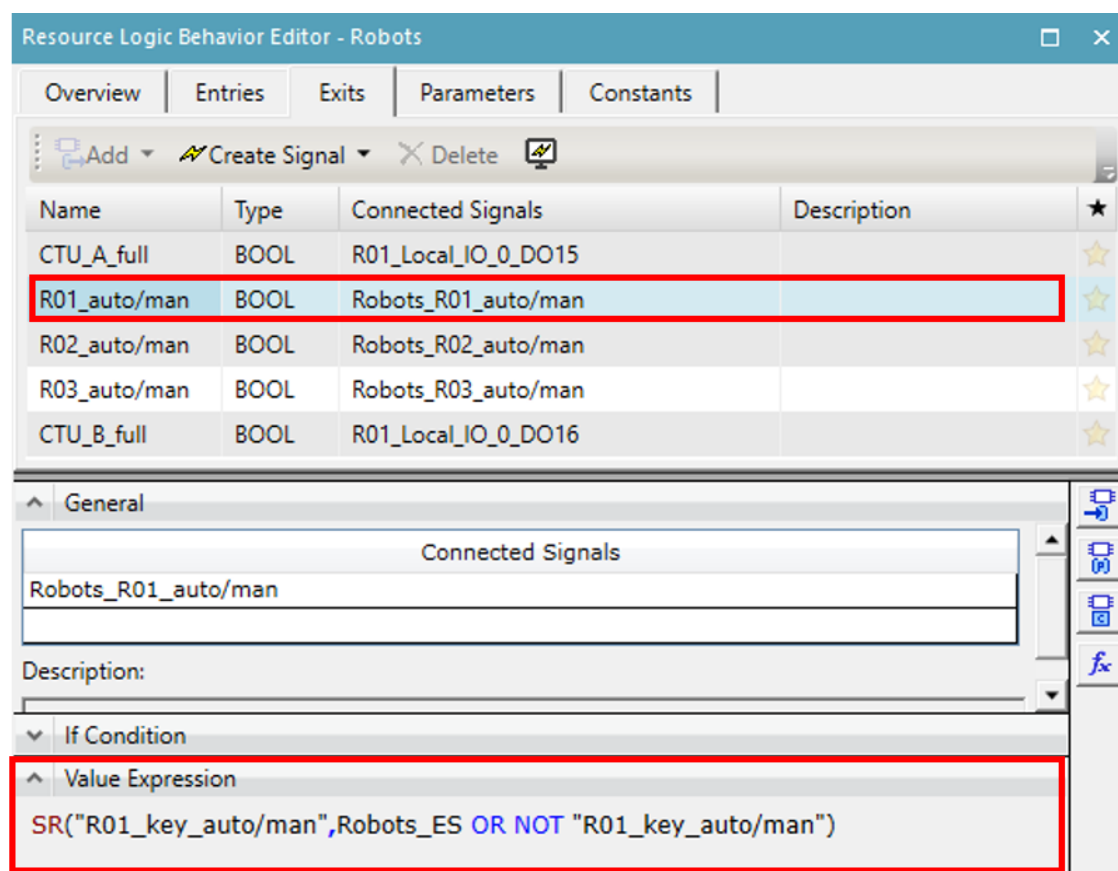 Resource Logic Behavior Editor - Robots
Overview Entries Exits Parameters Constants
Add Create Signal Delete
Name Type Connected Signals Description
CTU_A_full BOOL R01_Local_IO_0_DO15
R01_auto/man BOOL Robots_R01_auto/man
R02_auto/man BOOL Robots_R02_auto/man
R03_auto/man BOOL Robots_R03_auto/man
CTU_B_full BOOL R01_Local_IO_0_DO16
General
Connected Signals
Robots_R01_auto/man
Description:
If Condition
Value Expression
SR("R01_key_auto/man",Robots_ES OR NOT "R01_key_auto/man")